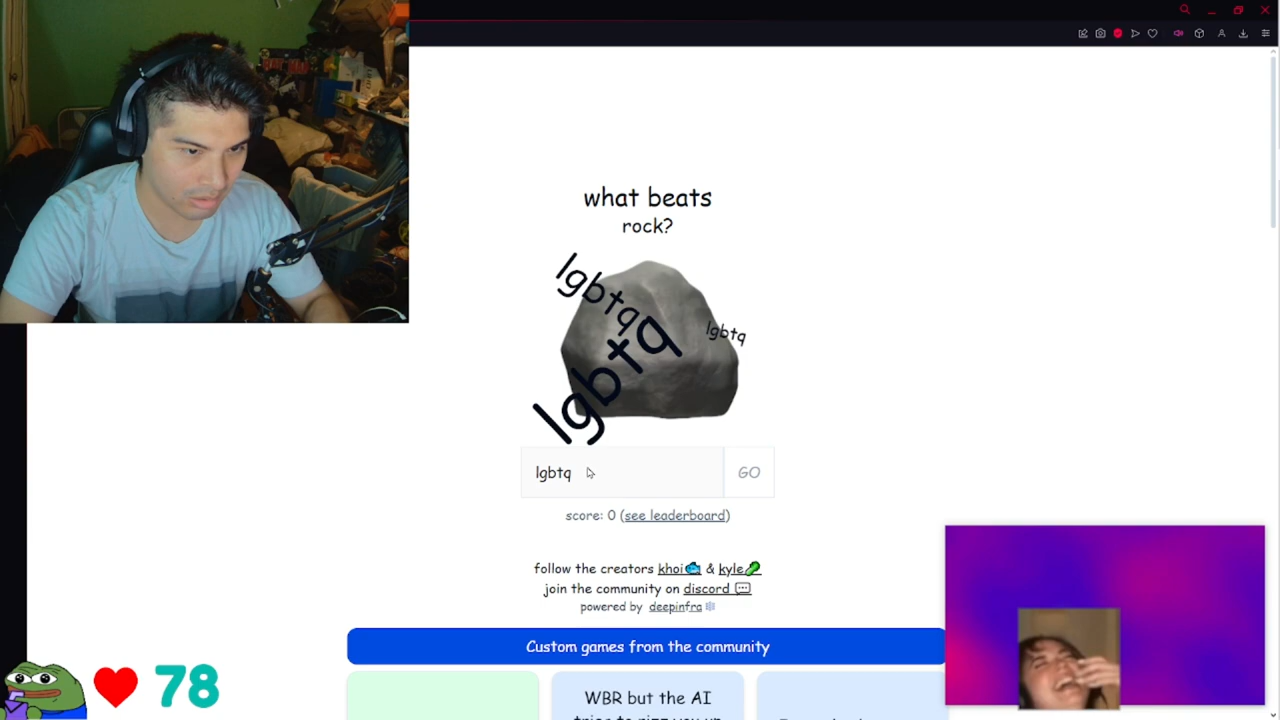 what beats
rock?
lgbtq
lgbtq
lgbtq
lgbtq
GO
score: 0 (see leaderboard)
follow the creators khoi & kyle
join the community on discord
powered by deepinfra
Custom games from the community
WBR but the AI
78